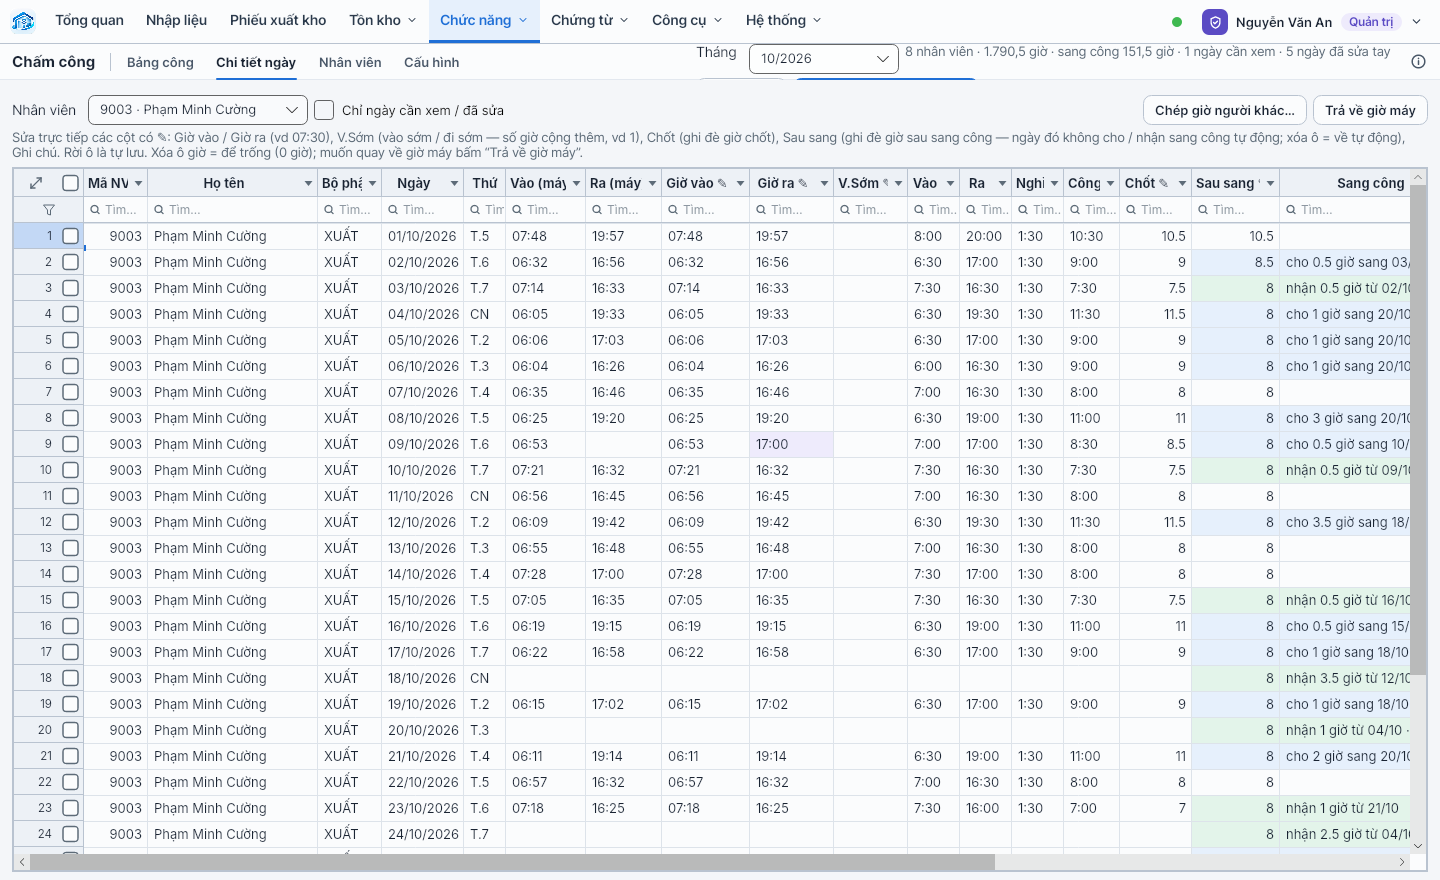 Tổng quan Nhập liệu Phiếu xuất kho Tồn kho Chức năng Chứng từ Công cụ Hệ thống Nguyễn Văn An Quản trị
Chấm công Bảng công Chi tiết ngày Nhân viên Cấu hình Tháng 10/2026 8 nhân viên · 1.790,5 giờ · sang công 151,5 giờ · 1 ngày cần xem · 5 ngày đã sửa tay
Nhân viên 9003 · Phạm Minh Cường Chỉ ngày cần xem / đã sửa Chép giờ người khác... Trả về giờ máy
Sửa trực tiếp các cột có ✎: Giờ vào / Giờ ra (vd 07:30), V.Sớm (vào sớm / đi sớm — số giờ cộng thêm, vd 1), Chốt (ghi đè giờ chốt), Sau sang (ghi đè giờ sau sang công — ngày đó không cho / nhận sang công tự động; xóa ô = về tự động),
Ghi chú. Rời ô là tự lưu. Xóa ô giờ = để trống (0 giờ); muốn quay về giờ máy bấm “Trả về giờ máy”.
Mã NV Họ tên Bộ phậ Ngày Thứ Vào (máy Ra (máy Giờ vào ✎ Giờ ra ✎ V.Sớm ✎ Vào Ra Nghỉ Công Chốt ✎ Sau sang Sang công
Tìm... Tìm... Tìm... Tìm... Tìm Tìm... Tìm... Tìm... Tìm... Tìm... Tìm.. Tìm.. Tìm.. Tìm... Tìm... Tìm... Tìm...
1 9003 Phạm Minh Cường XUẤT 01/10/2026 T.5 07:48 19:57 07:48 19:57 8:00 20:00 1:30 10:30 10.5 10.5
2 9003 Phạm Minh Cường XUẤT 02/10/2026 T.6 06:32 16:56 06:32 16:56 6:30 17:00 1:30 9:00 9 8.5 cho 0.5 giờ sang 03/
3 9003 Phạm Minh Cường XUẤT 03/10/2026 T.7 07:14 16:33 07:14 16:33 7:30 16:30 1:30 7:30 7.5 8 nhận 0.5 giờ từ 02/10
4 9003 Phạm Minh Cường XUẤT 04/10/2026 CN 06:05 19:33 06:05 19:33 6:30 19:30 1:30 11:30 11.5 8 cho 1 giờ sang 20/10
5 9003 Phạm Minh Cường XUẤT 05/10/2026 T.2 06:06 17:03 06:06 17:03 6:30 17:00 1:30 9:00 9 8 cho 1 giờ sang 20/10
6 9003 Phạm Minh Cường XUẤT 06/10/2026 T.3 06:04 16:26 06:04 16:26 6:00 16:30 1:30 9:00 9 8 cho 1 giờ sang 20/10
7 9003 Phạm Minh Cường XUẤT 07/10/2026 T.4 06:35 16:46 06:35 16:46 7:00 16:30 1:30 8:00 8 8
8 9003 Phạm Minh Cường XUẤT 08/10/2026 T.5 06:25 19:20 06:25 19:20 6:30 19:00 1:30 11:00 11 8 cho 3 giờ sang 20/10
9 9003 Phạm Minh Cường XUẤT 09/10/2026 T.6 06:53 06:53 17:00 7:00 17:00 1:30 8:30 8.5 8 cho 0.5 giờ sang 10/
10 9003 Phạm Minh Cường XUẤT 10/10/2026 T.7 07:21 16:32 07:21 16:32 7:30 16:30 1:30 7:30 7.5 8 nhận 0.5 giờ từ 09/10
11 9003 Phạm Minh Cường XUẤT 11/10/2026 CN 06:56 16:45 06:56 16:45 7:00 16:30 1:30 8:00 8 8
12 9003 Phạm Minh Cường XUẤT 12/10/2026 T.2 06:09 19:42 06:09 19:42 6:30 19:30 1:30 11:30 11.5 8 cho 3.5 giờ sang 18/
13 9003 Phạm Minh Cường XUẤT 13/10/2026 T.3 06:55 16:48 06:55 16:48 7:00 16:30 1:30 8:00 8 8
14 9003 Phạm Minh Cường XUẤT 14/10/2026 T.4 07:28 17:00 07:28 17:00 7:30 17:00 1:30 8:00 8 8
15 9003 Phạm Minh Cường XUẤT 15/10/2026 T.5 07:05 16:35 07:05 16:35 7:30 16:30 1:30 7:30 7.5 8 nhận 0.5 giờ từ 16/10
16 9003 Phạm Minh Cường XUẤT 16/10/2026 T.6 06:19 19:15 06:19 19:15 6:30 19:00 1:30 11:00 11 8 cho 0.5 giờ sang 15/
17 9003 Phạm Minh Cường XUẤT 17/10/2026 T.7 06:22 16:58 06:22 16:58 6:30 17:00 1:30 9:00 9 8 cho 1 giờ sang 18/10
18 9003 Phạm Minh Cường XUẤT 18/10/2026 CN 8 nhận 3.5 giờ từ 12/10
19 9003 Phạm Minh Cường XUẤT 19/10/2026 T.2 06:15 17:02 06:15 17:02 6:30 17:00 1:30 9:00 9 8 cho 1 giờ sang 18/10
20 9003 Phạm Minh Cường XUẤT 20/10/2026 T.3 8 nhận 1 giờ từ 04/10 ·
21 9003 Phạm Minh Cường XUẤT 21/10/2026 T.4 06:11 19:14 06:11 19:14 6:30 19:00 1:30 11:00 11 8 cho 2 giờ sang 20/10
22 9003 Phạm Minh Cường XUẤT 22/10/2026 T.5 06:57 16:32 06:57 16:32 7:00 16:30 1:30 8:00 8 8
23 9003 Phạm Minh Cường XUẤT 23/10/2026 T.6 07:18 16:25 07:18 16:25 7:30 16:00 1:30 7:00 7 8 nhận 1 giờ từ 21/10
24 9003 Phạm Minh Cường XUẤT 24/10/2026 T.7 8 nhận 2.5 giờ từ 04/10